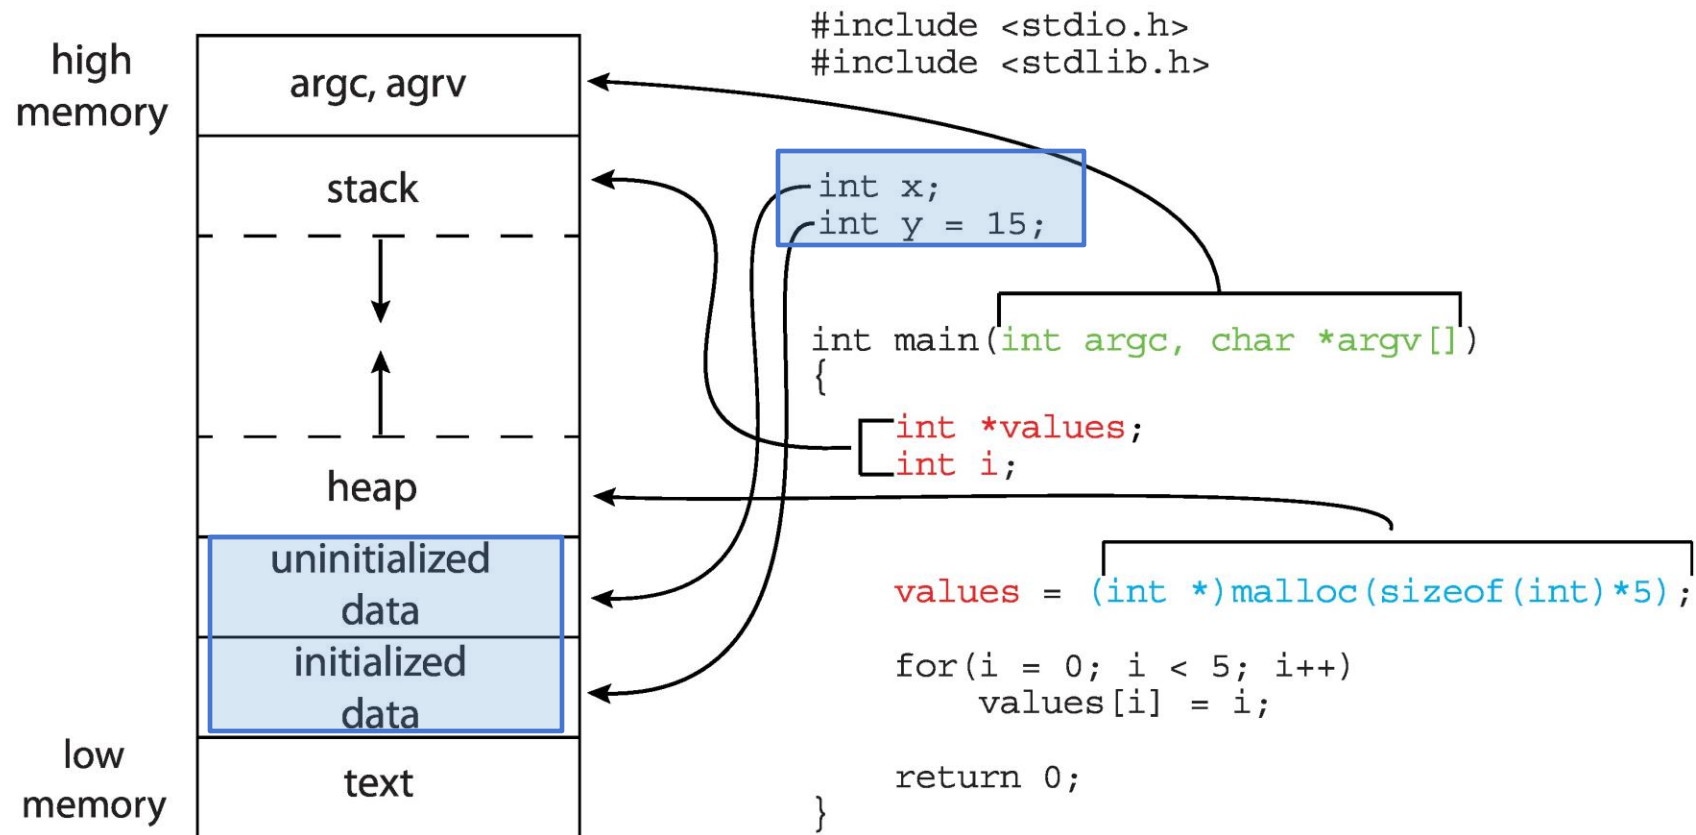 high
memory
argc, agrv
stack
heap
uninitialized
data
initialized
data
low
memory
text
#include <stdio.h>
#include <stdlib.h>
int x;
int y = 15;
int main(int argc, char *argv[])
{
int *values;
int i;
values = (int *)malloc(sizeof(int)*5);
for(i = 0; i < 5; i++)
values[i] = i;
return 0;
}